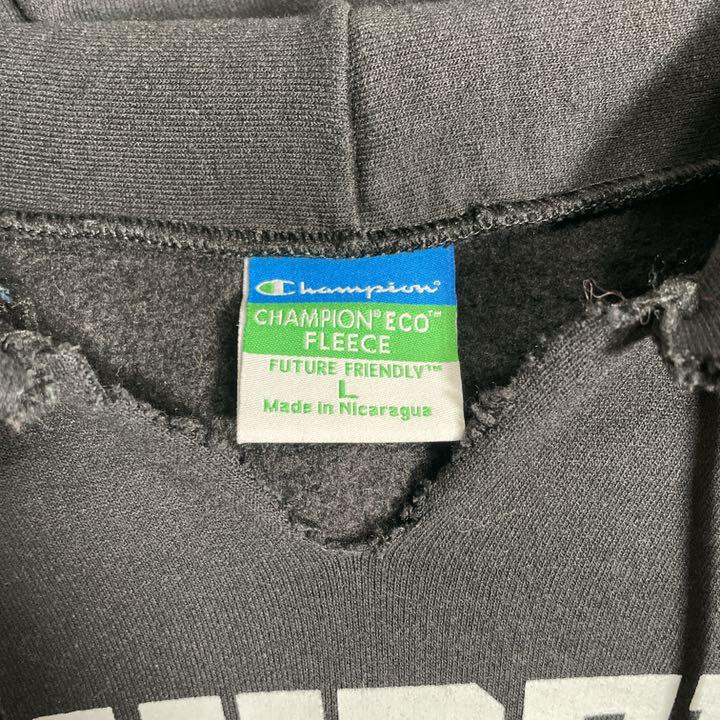 Champion®
CHAMPION® ECO™
FLEECE
FUTURE FRIENDLY™
L
Made in Nicaragua